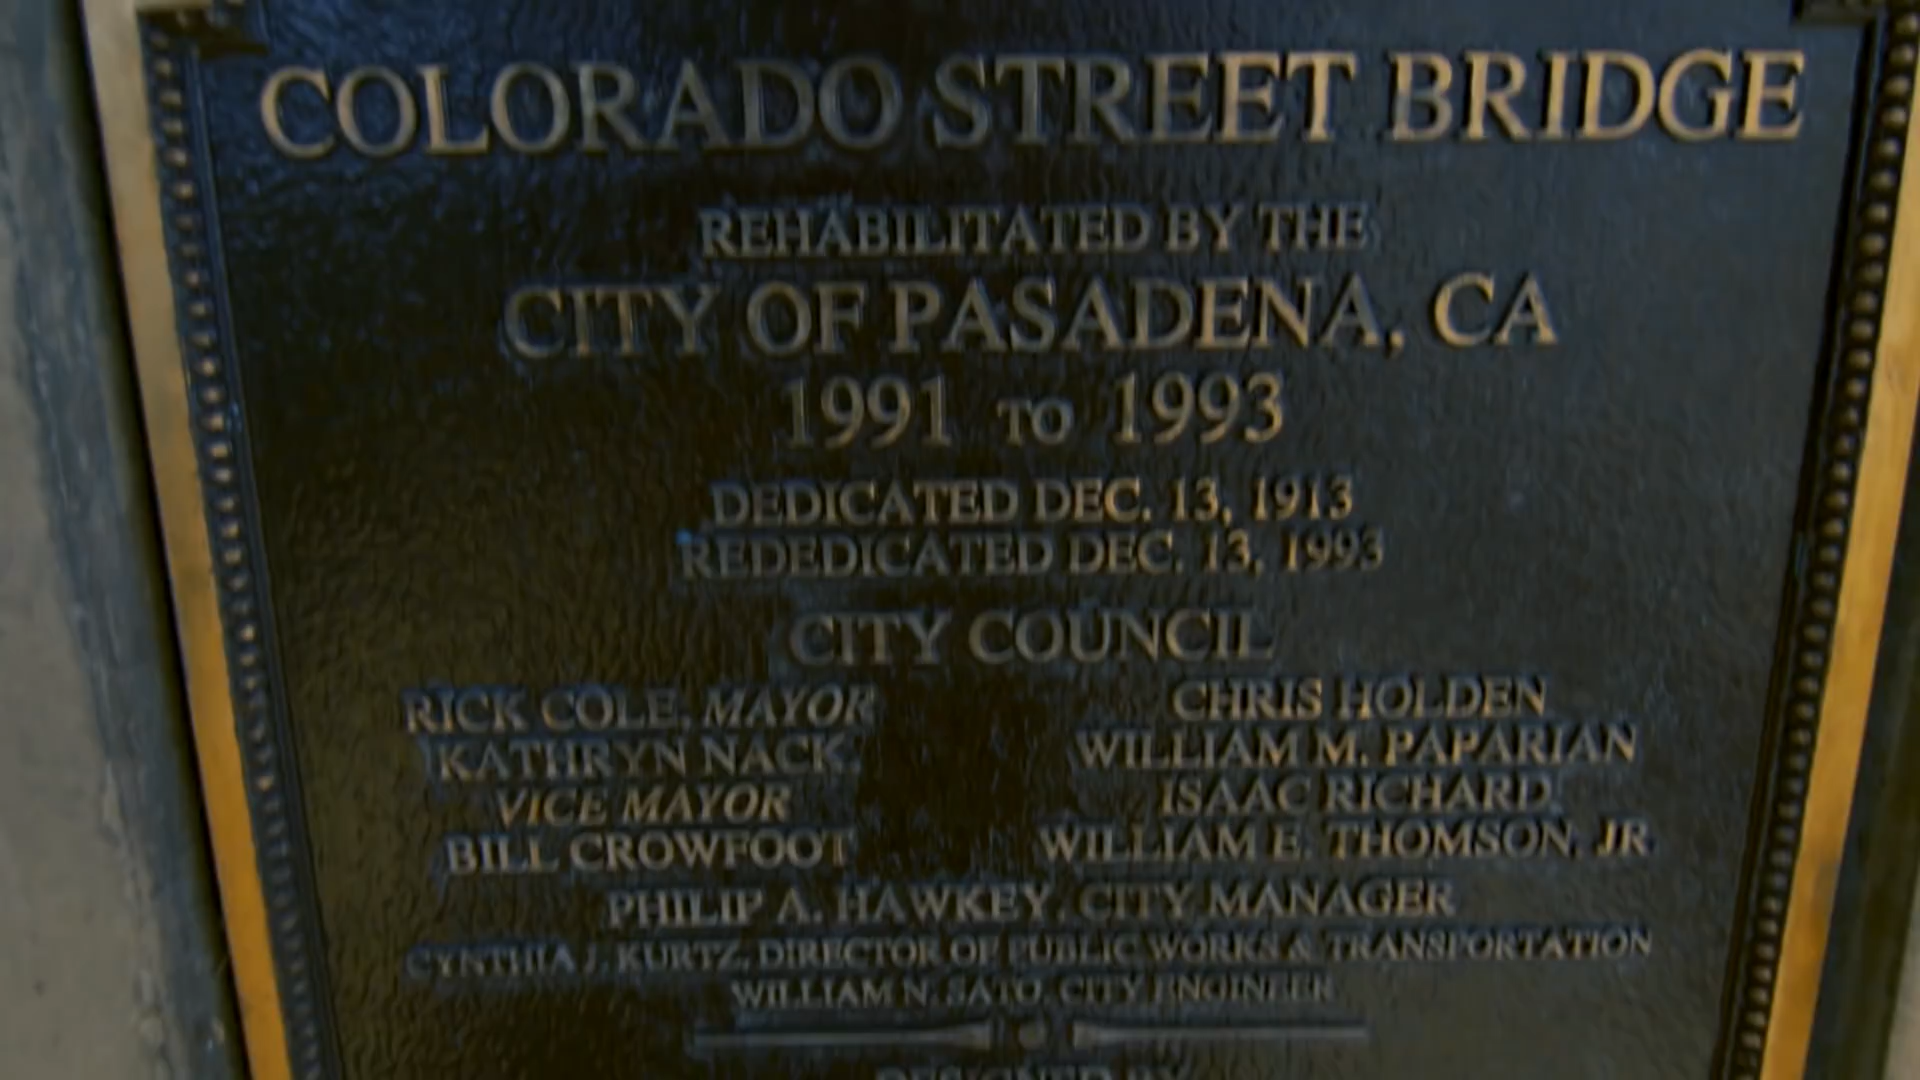 COLORADO STREET BRIDGE
REHABILITATED BY THE
CITY OF PASADENA, CA
1991 TO 1993
DEDICATED DEC. 13, 1913
REDEDICATED DEC. 13, 1993
CITY COUNCIL
RICK COLE, MAYOR
KATHRYN NACK,
VICE MAYOR
BILL CROWFOOT
CHRIS HOLDEN
WILLIAM M. PAPARIAN
ISAAC RICHARD
WILLIAM E. THOMSON, JR.
PHILIP A. HAWKEY, CITY MANAGER
CYNTHIA J. KURTZ, DIRECTOR OF PUBLIC WORKS & TRANSPORTATION
WILLIAM N. SATO, CITY ENGINEER
DESIGNED BY